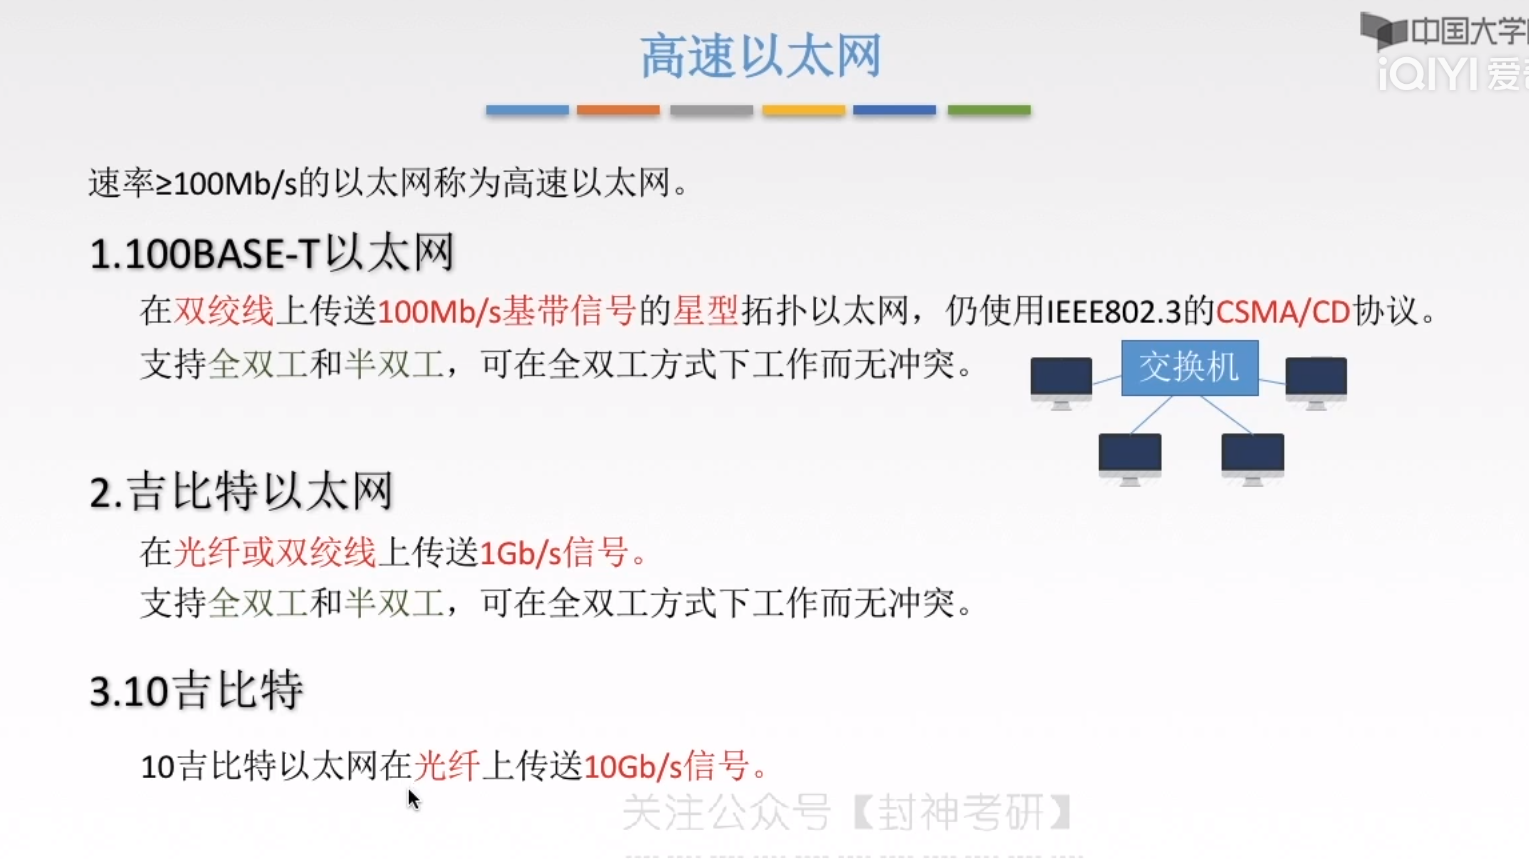 中国大学
iQIYI 爱
高速以太网
速率≥100Mb/s的以太网称为高速以太网。
1.100BASE-T以太网
在双绞线上传送100Mb/s基带信号的星型拓扑以太网，仍使用IEEE802.3的CSMA/CD协议。
支持全双工和半双工，可在全双工方式下工作而无冲突。
交换机
2.吉比特以太网
在光纤或双绞线上传送1Gb/s信号。
支持全双工和半双工，可在全双工方式下工作而无冲突。
3.10吉比特
10吉比特以太网在光纤上传送10Gb/s信号。
关注公众号【封神考研】